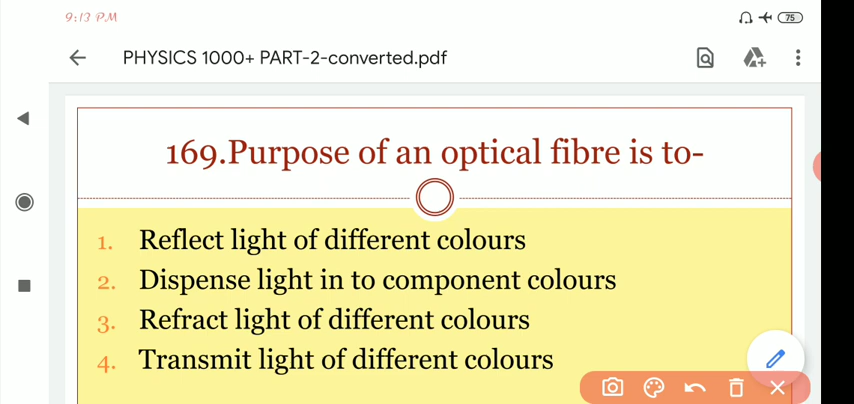 9:13 PM
75
PHYSICS 1000+ PART-2-converted.pdf
169.Purpose of an optical fibre is to-
1. Reflect light of different colours
2. Dispense light in to component colours
3. Refract light of different colours
4. Transmit light of different colours